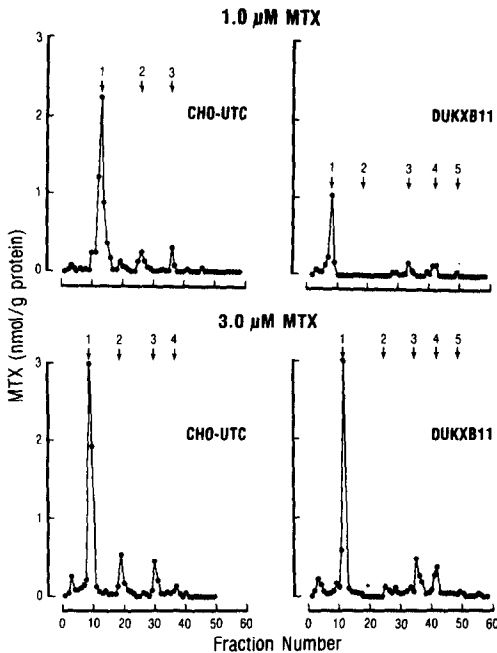 1.0 µM MTX
3
2
1
0
1 2 3
CHO-UTC
1 2 3 4 5
DUKXB11
MTX (nmol/g protein)
3.0 µM MTX
3
2
1
0
1 2 3 4
CHO-UTC
1 2 3 4 5
DUKXB11
0 10 20 30 40 50 60
0 10 20 30 40 50 60
Fraction Number